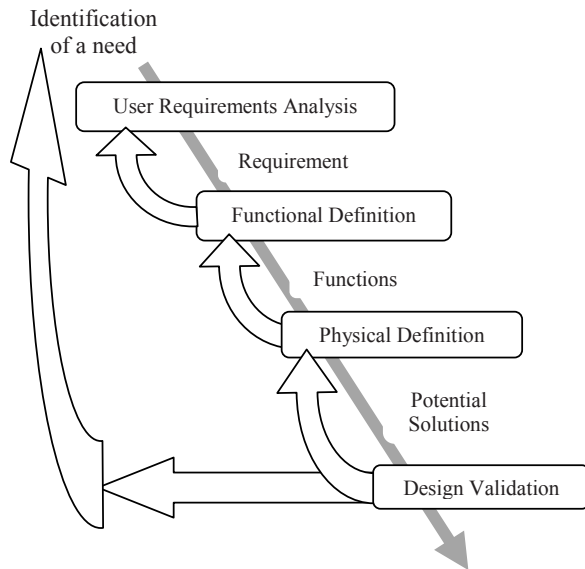 Identification
of a need
User Requirements Analysis
Requirement
Functional Definition
Functions
Physical Definition
Potential
Solutions
Design Validation